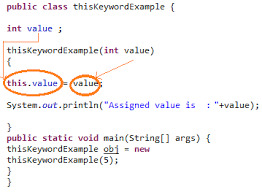 public class thisKeywordExample {
int value ;
thisKeywordExample(int value)
{
this.value = value;
System.out.println("Assigned value is : "+value);
}
public static void main(String[] args) {
thisKeywordExample obj = new
thisKeywordExample(5);
}
}